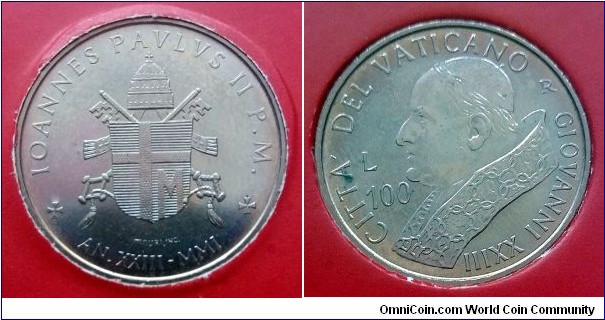 IOANNES PAVLVS II P. M.
AN. XXIII - MMI
CITTA' DEL VATICANO
R
GIOVANNI XXIII
L
100
OmniCoin.com World Coin Community